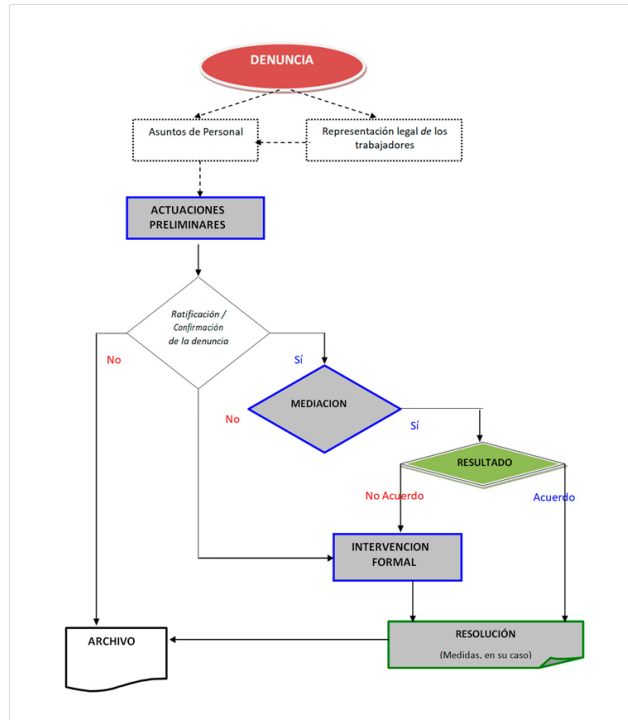 DENUNCIA
Asuntos de Personal
Representación legal de los
trabajadores
ACTUACIONES
PRELIMINARES
Ratificación /
Confirmación
de la denuncia
No
Sí
MEDIACION
No
Sí
RESULTADO
No Acuerdo
Acuerdo
INTERVENCION
FORMAL
ARCHIVO
RESOLUCIÓN
(Medidas, en su caso)